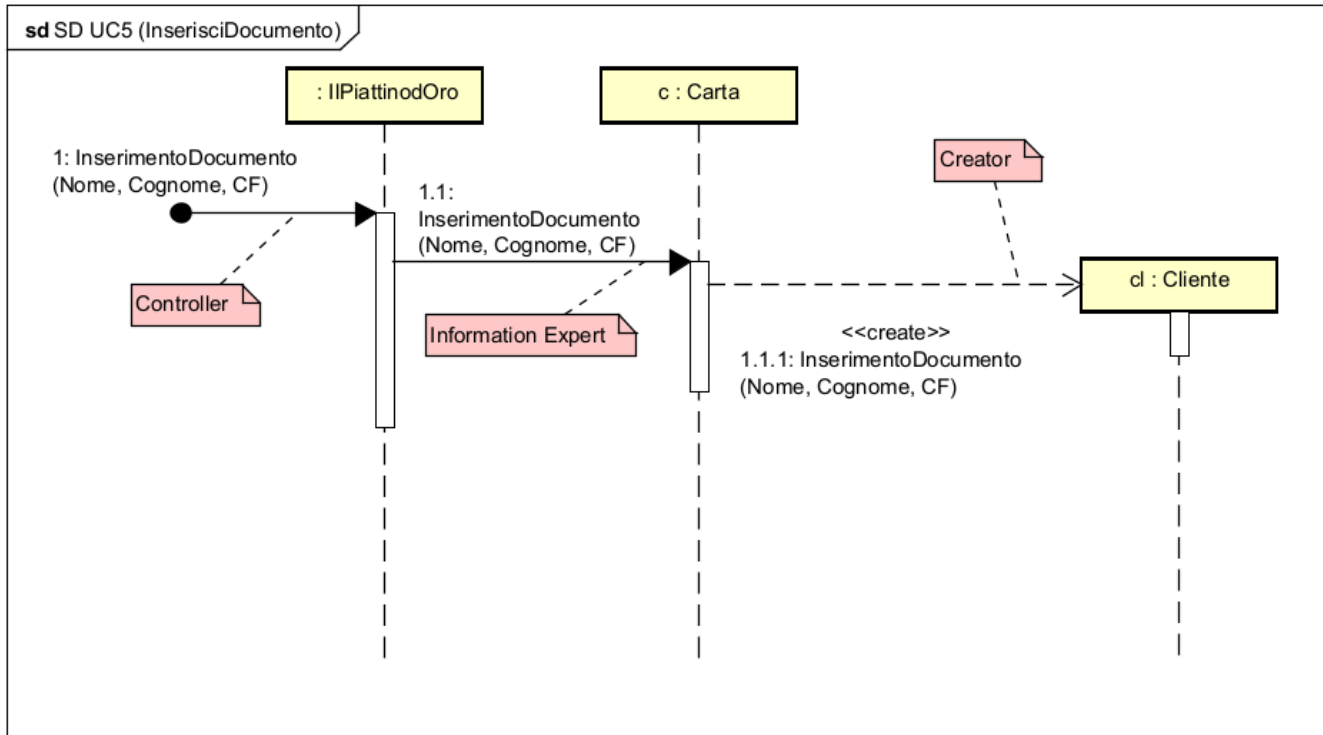 sd SD UC5 (InserisciDocumento)
: IlPiattinodOro
c : Carta
1: InserimentoDocumento
(Nome, Cognome, CF)
Creator
1.1:
InserimentoDocumento
(Nome, Cognome, CF)
cl : Cliente
Controller
Information Expert
<<create>>
1.1.1: InserimentoDocumento
(Nome, Cognome, CF)